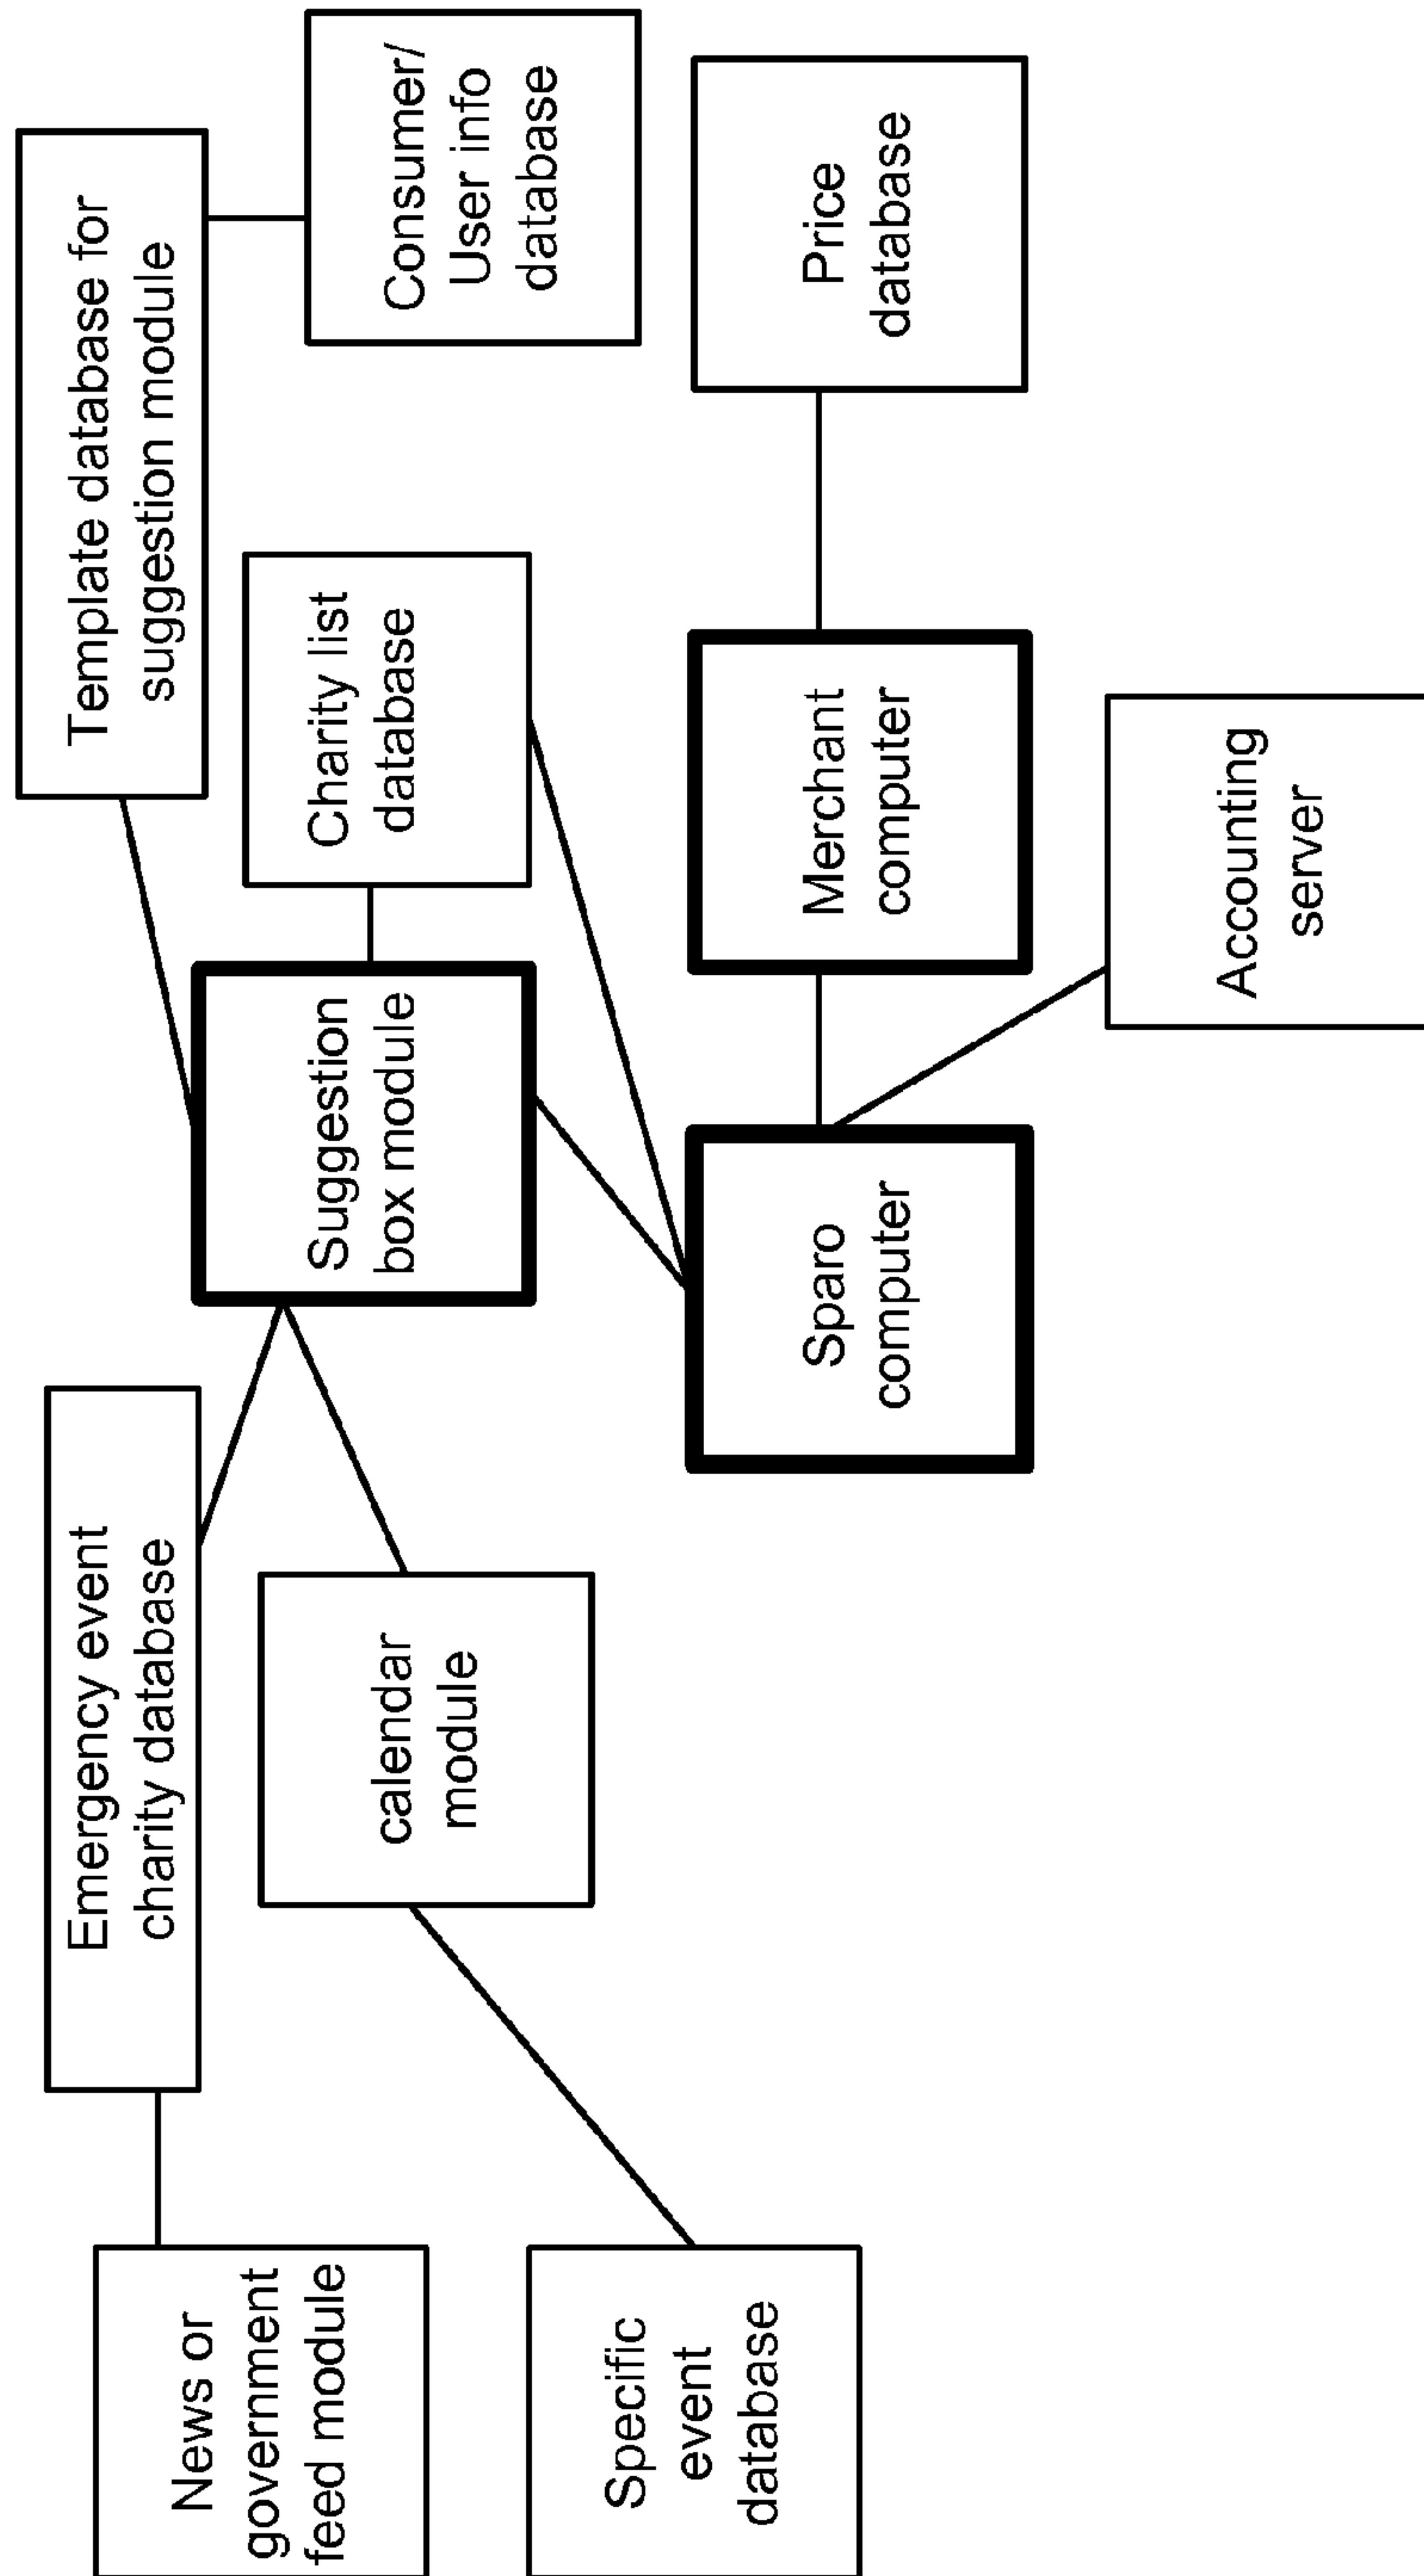 News or
government
feed module
Emergency event
charity database
Template database for
suggestion module
Specific
event
database
calendar
module
Suggestion
box module
Charity list
database
Consumer/
User info
database
Sparo
computer
Merchant
computer
Price
database
Accounting
server